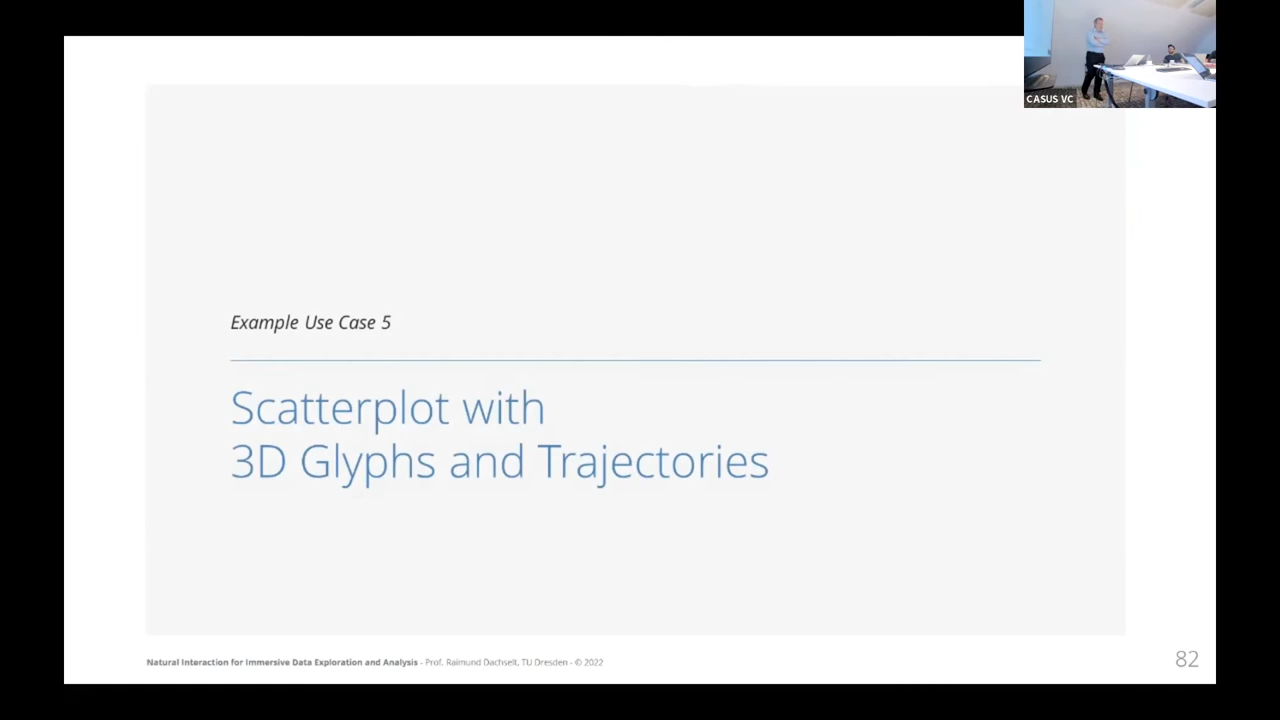 CASUS VC
Example Use Case 5
Scatterplot with
3D Glyphs and Trajectories
Natural Interaction for Immersive Data Exploration and Analysis - Prof. Raimund Dachselt, TU Dresden - © 2022
82